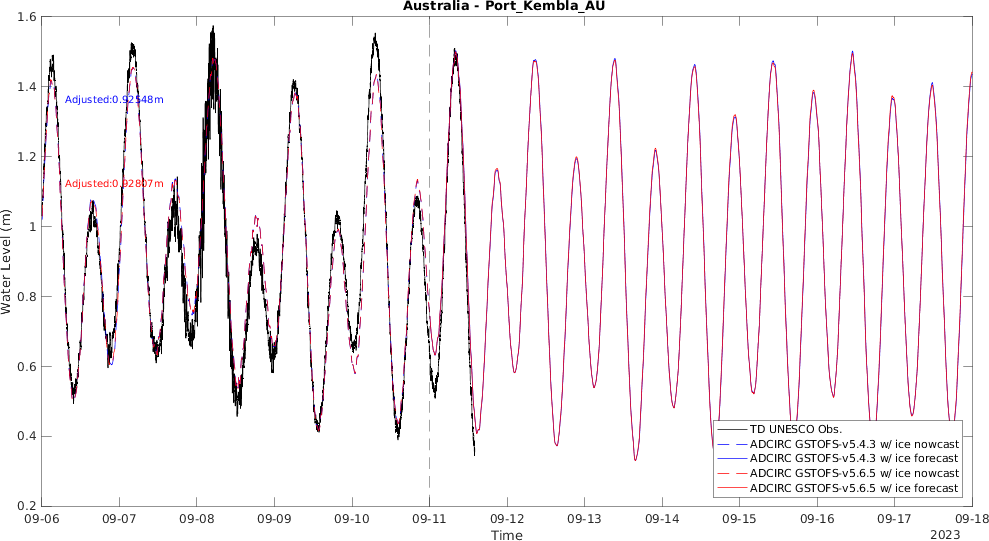 Australia - Port_Kembla_AU
1.6
1.4
1.2
1
0.8
0.6
0.4
0.2
Water Level (m)
Adjusted:0.92548m
Adjusted:0.92807m
TD UNESCO Obs.
ADCIRC GSTOFS-v5.4.3 w/ ice nowcast
ADCIRC GSTOFS-v5.4.3 w/ ice forecast
ADCIRC GSTOFS-v5.6.5 w/ ice nowcast
ADCIRC GSTOFS-v5.6.5 w/ ice forecast
09-06 09-07 09-08 09-09 09-10 09-11 09-12 09-13 09-14 09-15 09-16 09-17 09-18
Time
2023